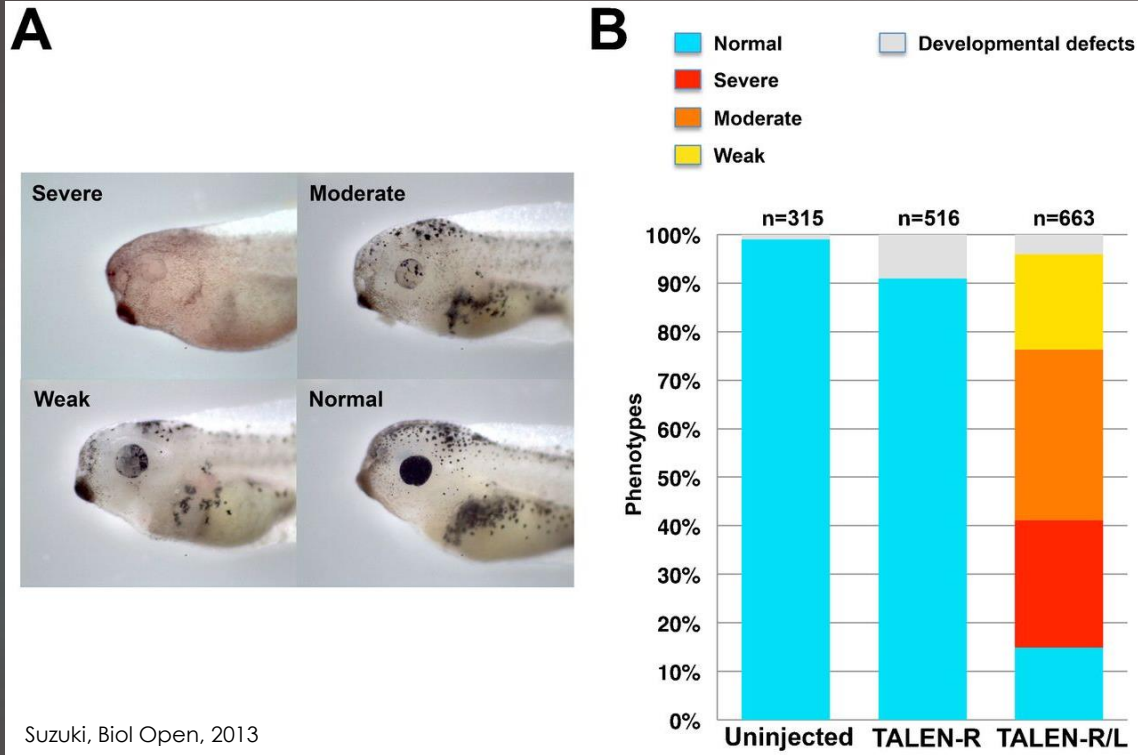 A
Severe
Moderate
Weak
Normal
Suzuki, Biol Open, 2013
B
Normal
Developmental defects
Severe
Moderate
Weak
n=315 n=516 n=663
100%
90%
80%
70%
60%
50%
40%
30%
20%
10%
0%
Phenotypes
Uninjected TALEN-R TALEN-R/L